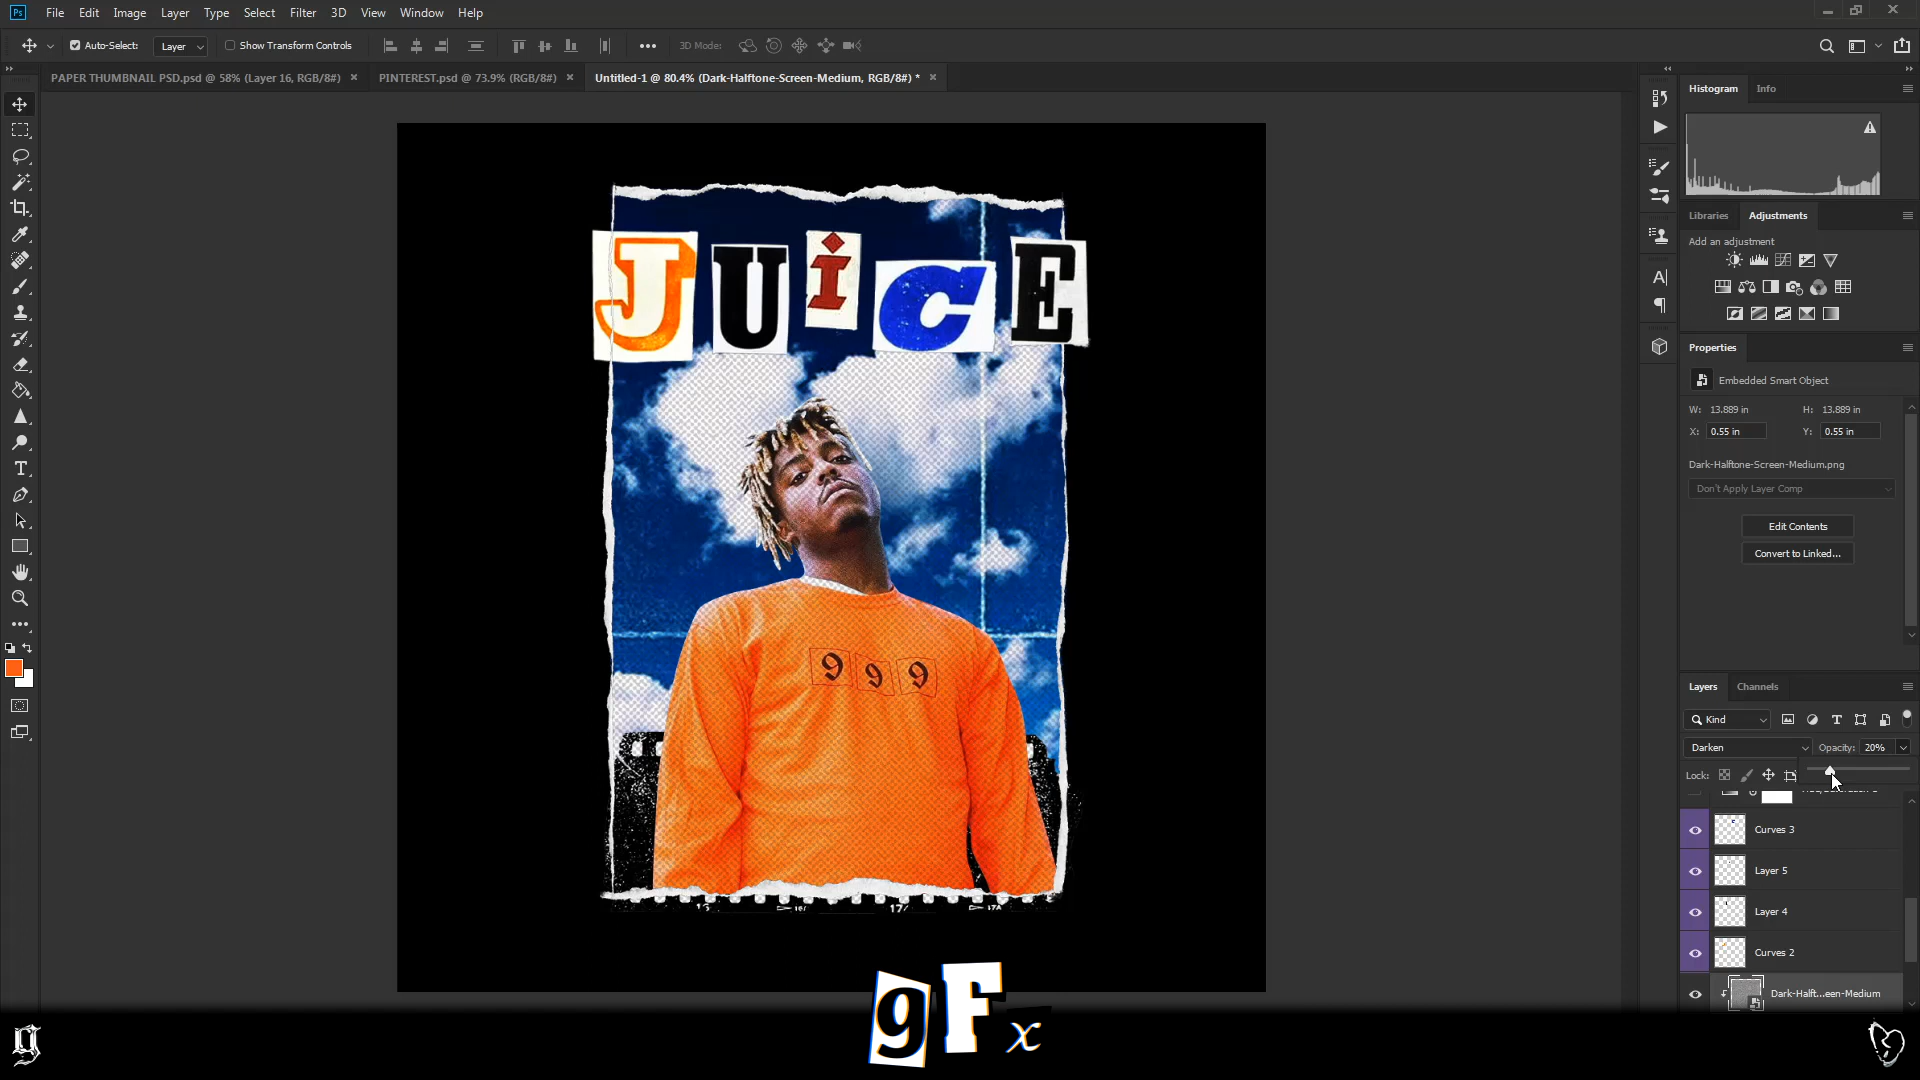 Ps File Edit Image Layer Type Select Filter 3D View Window Help
Auto-Select: Layer Show Transform Controls 3D Mode:
PAPER THUMBNAIL PSD.psd @ 58% (Layer 16, RGB/8#) × PINTEREST.psd @ 73.9% (RGB/8#) × Untitled-1 @ 80.4% (Dark-Halftone-Screen-Medium, RGB/8#) * ×
Histogram Info
Libraries Adjustments
Add an adjustment
Properties
Embedded Smart Object
W: 13.889 in H: 13.889 in
X: 0.55 in Y: 0.55 in
Dark-Halftone-Screen-Medium.png
Don't Apply Layer Comp
Edit Contents
Convert to Linked...
Layers Channels
Kind
Darken Opacity: 20%
Lock:
Curves 3
Layer 5
Layer 4
Curves 2
Dark-Halft...een-Medium
JUiCE
999
17
17A
gFx
g